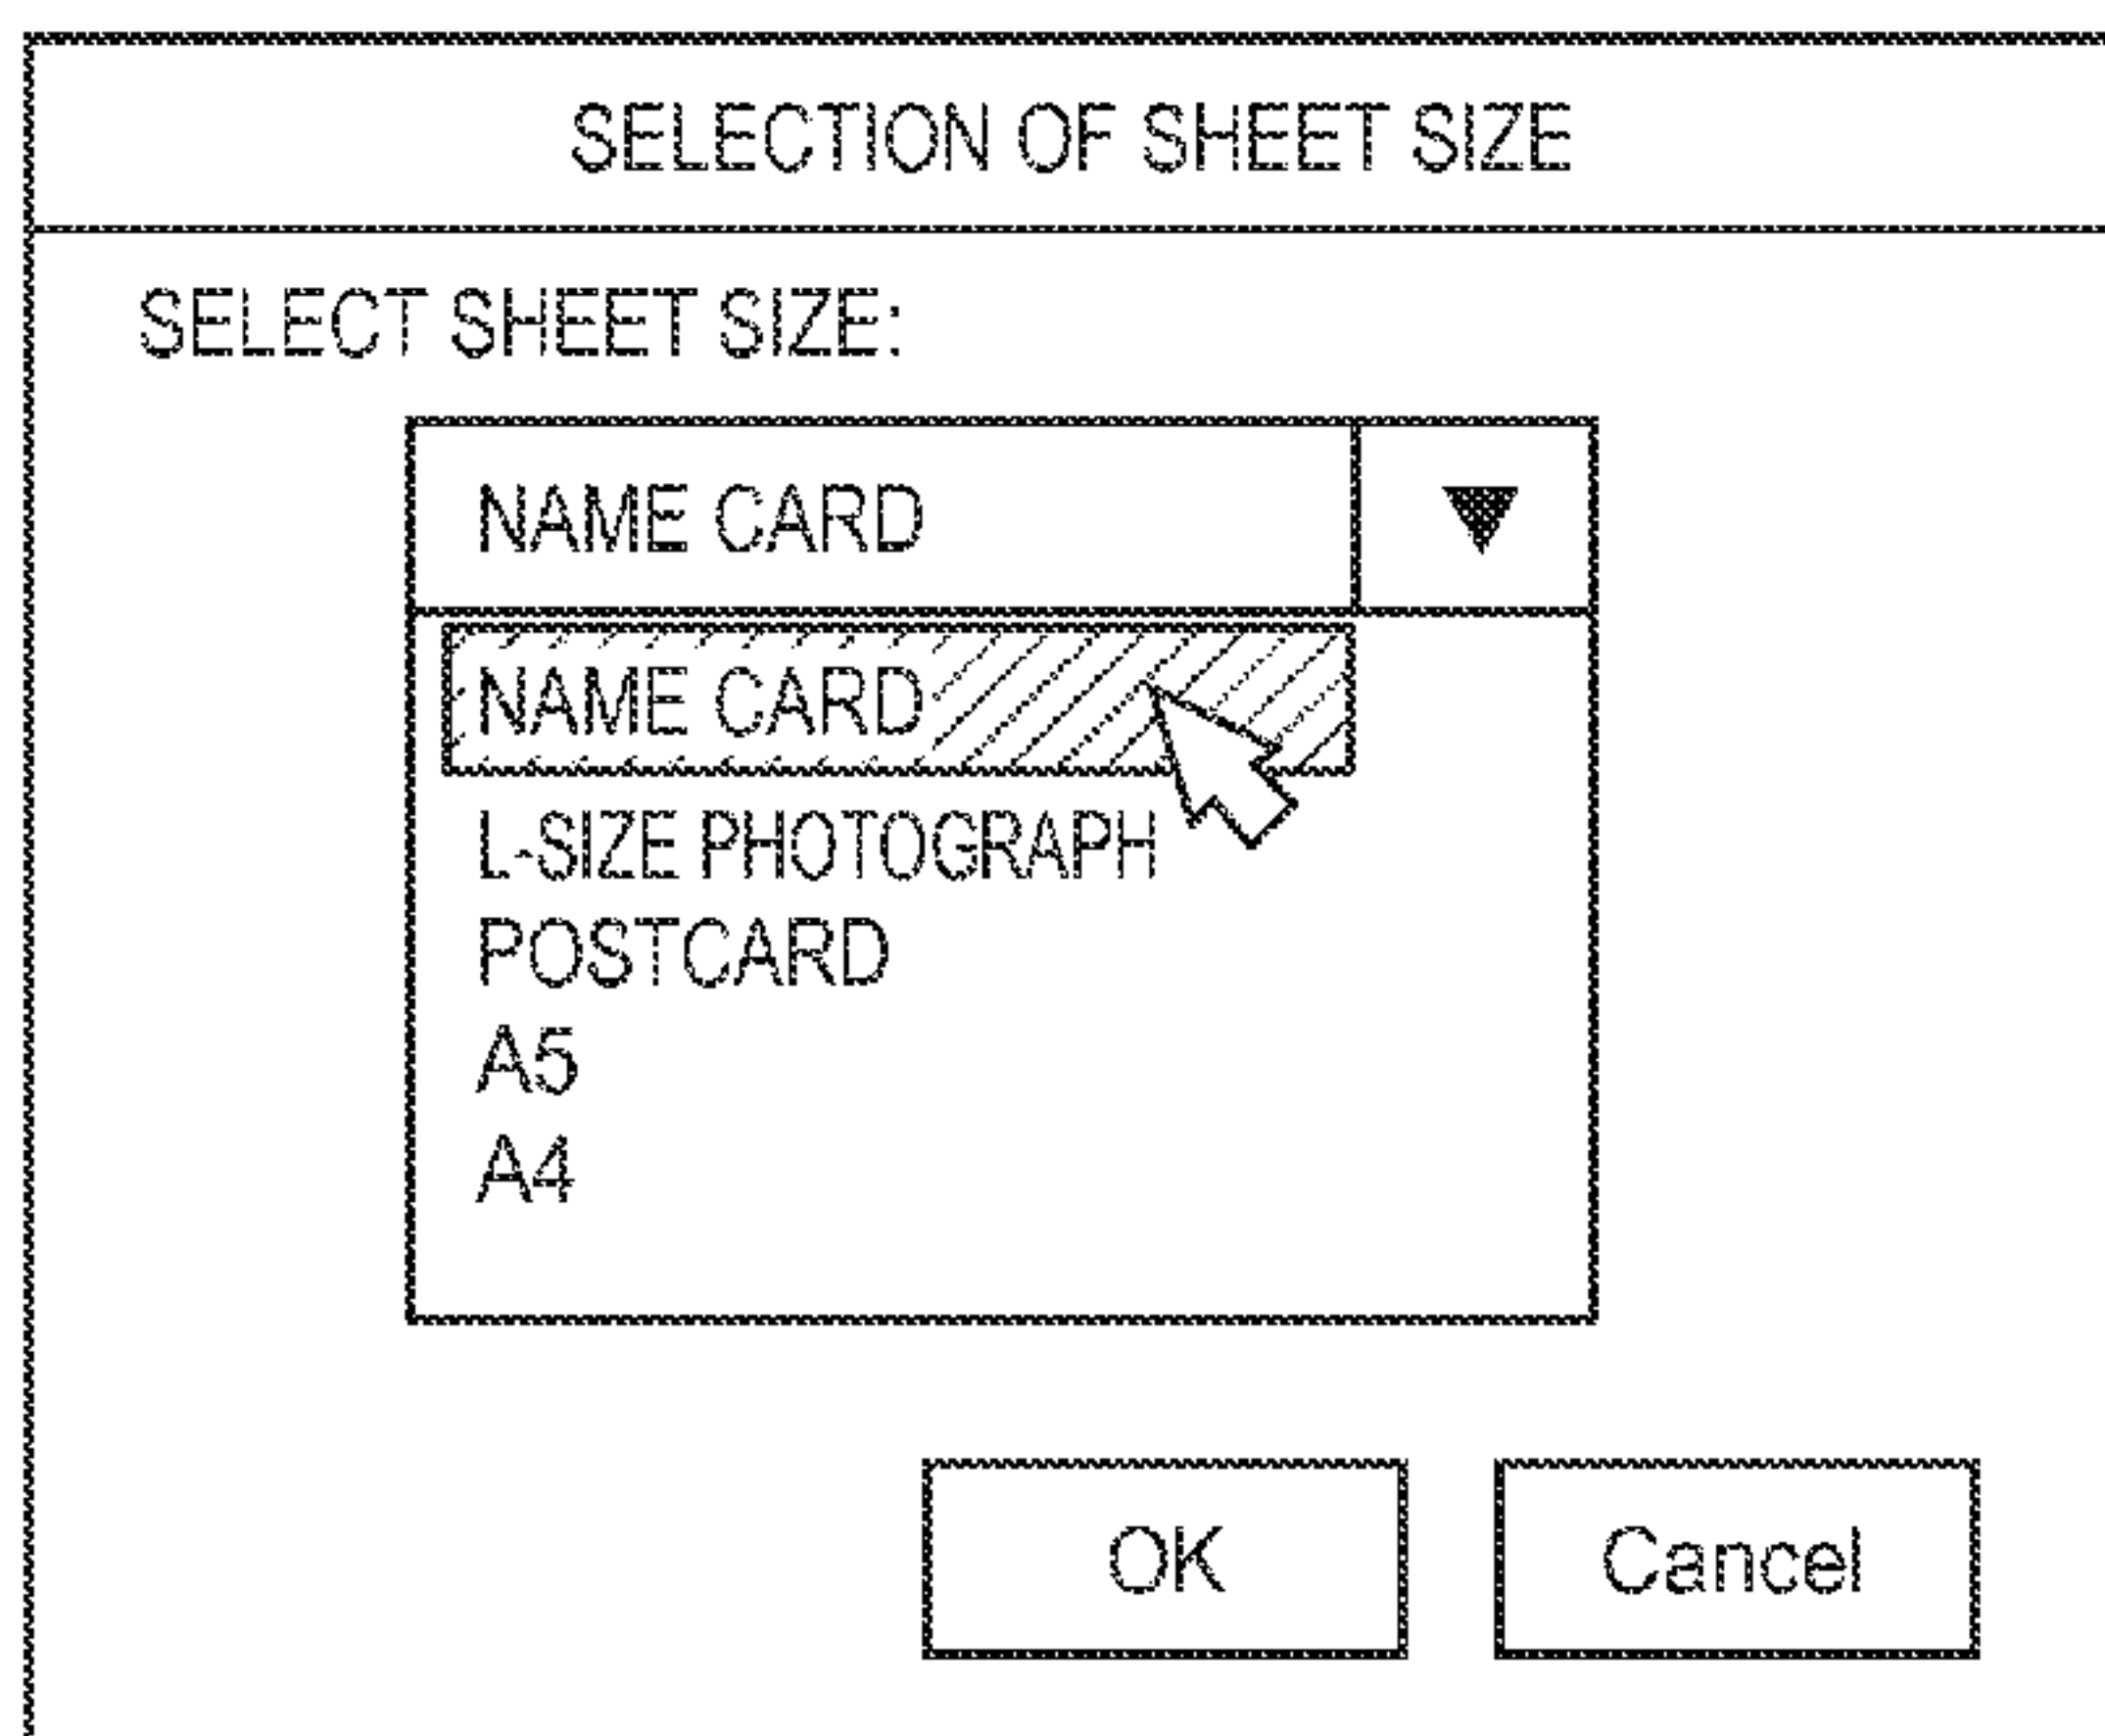 SELECTION OF SHEET SIZE
SELECT SHEET SIZE:
NAME CARD
NAME CARD
L-SIZE PHOTOGRAPH
POSTCARD
A5
A4
OK Cancel